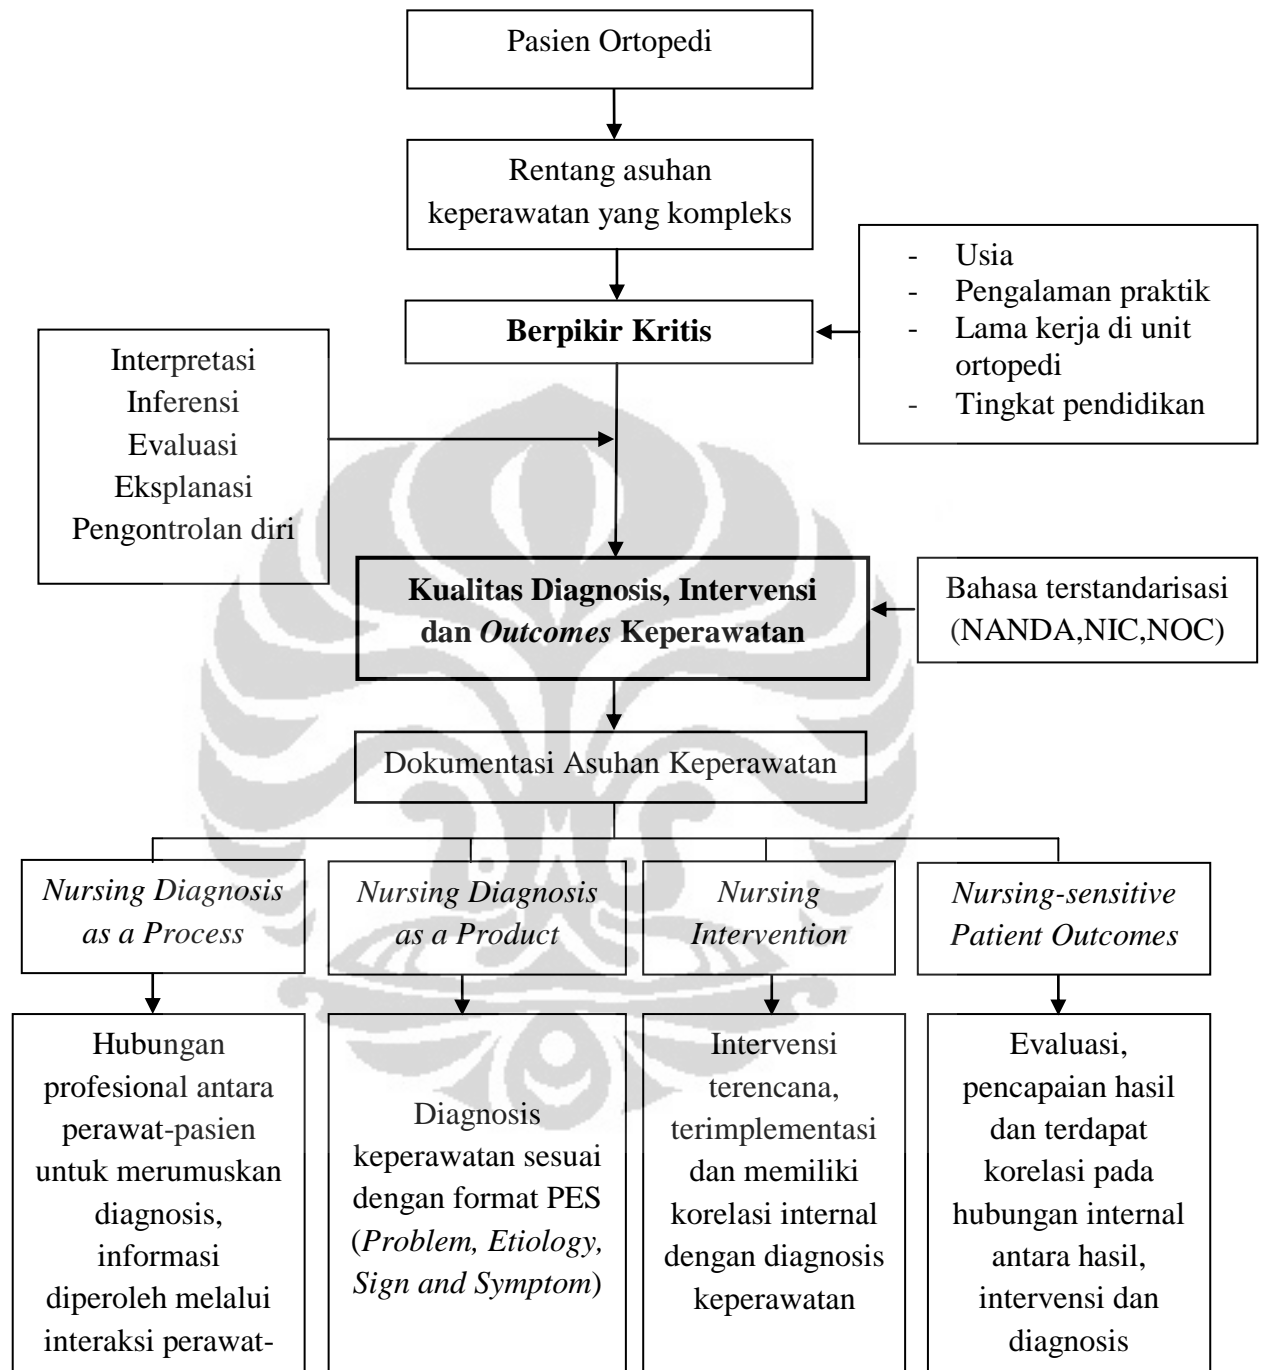 Pasien Ortopedi
Rentang asuhan
keperawatan yang kompleks
- Usia
- Pengalaman praktik
- Lama kerja di unit
ortopedi
- Tingkat pendidikan
Berpikir Kritis
Interpretasi
Inferensi
Evaluasi
Eksplanasi
Pengontrolan diri
Kualitas Diagnosis, Intervensi
dan Outcomes Keperawatan
Bahasa terstandarisasi
(NANDA,NIC,NOC)
Dokumentasi Asuhan Keperawatan
Nursing Diagnosis
as a Process
Nursing Diagnosis
as a Product
Nursing
Intervention
Nursing-sensitive
Patient Outcomes
Hubungan
profesional antara
perawat-pasien
untuk merumuskan
diagnosis,
informasi
diperoleh melalui
interaksi perawat-
Diagnosis
keperawatan sesuai
dengan format PES
(Problem, Etiology,
Sign and Symptom)
Intervensi
terencana,
terimplementasi
dan memiliki
korelasi internal
dengan diagnosis
keperawatan
Evaluasi,
pencapaian hasil
dan terdapat
korelasi pada
hubungan internal
antara hasil,
intervensi dan
diagnosis